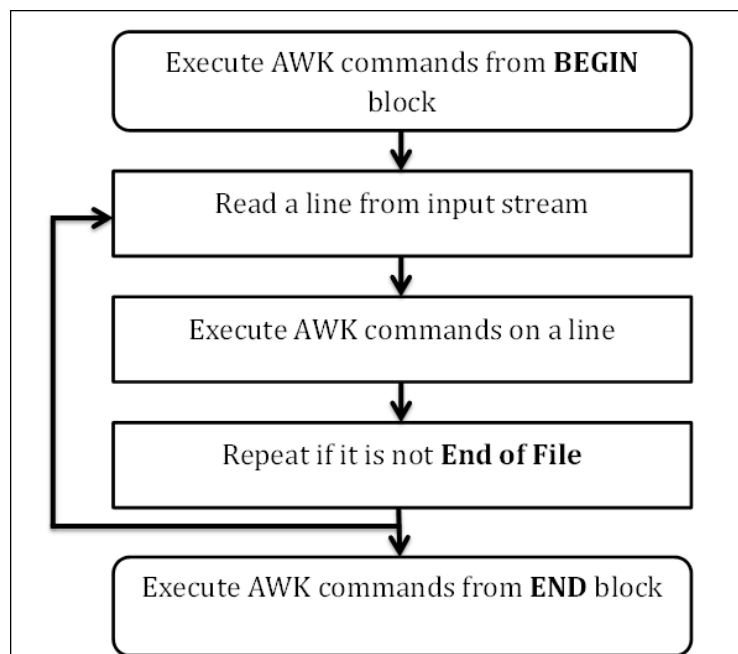 Execute AWK commands from BEGIN
block
Read a line from input stream
Execute AWK commands on a line
Repeat if it is not End of File
Execute AWK commands from END block